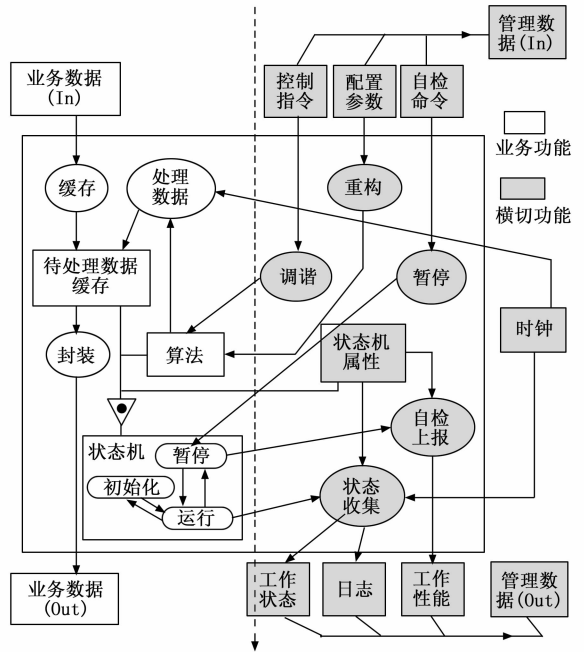 管理数
据(In)
业务数据
(In)
控制
指令
配置
参数
自检
命令
业务功能
横切功能
缓存
处理
数据
重构
待处理数据
缓存
调谐
暂停
封装
算法
状态机
属性
时钟
自检
上报
状态机
暂停
初始化
运行
状态
收集
业务数据
(Out)
工作
状态
日志
工作
性能
管理数
据(Out)